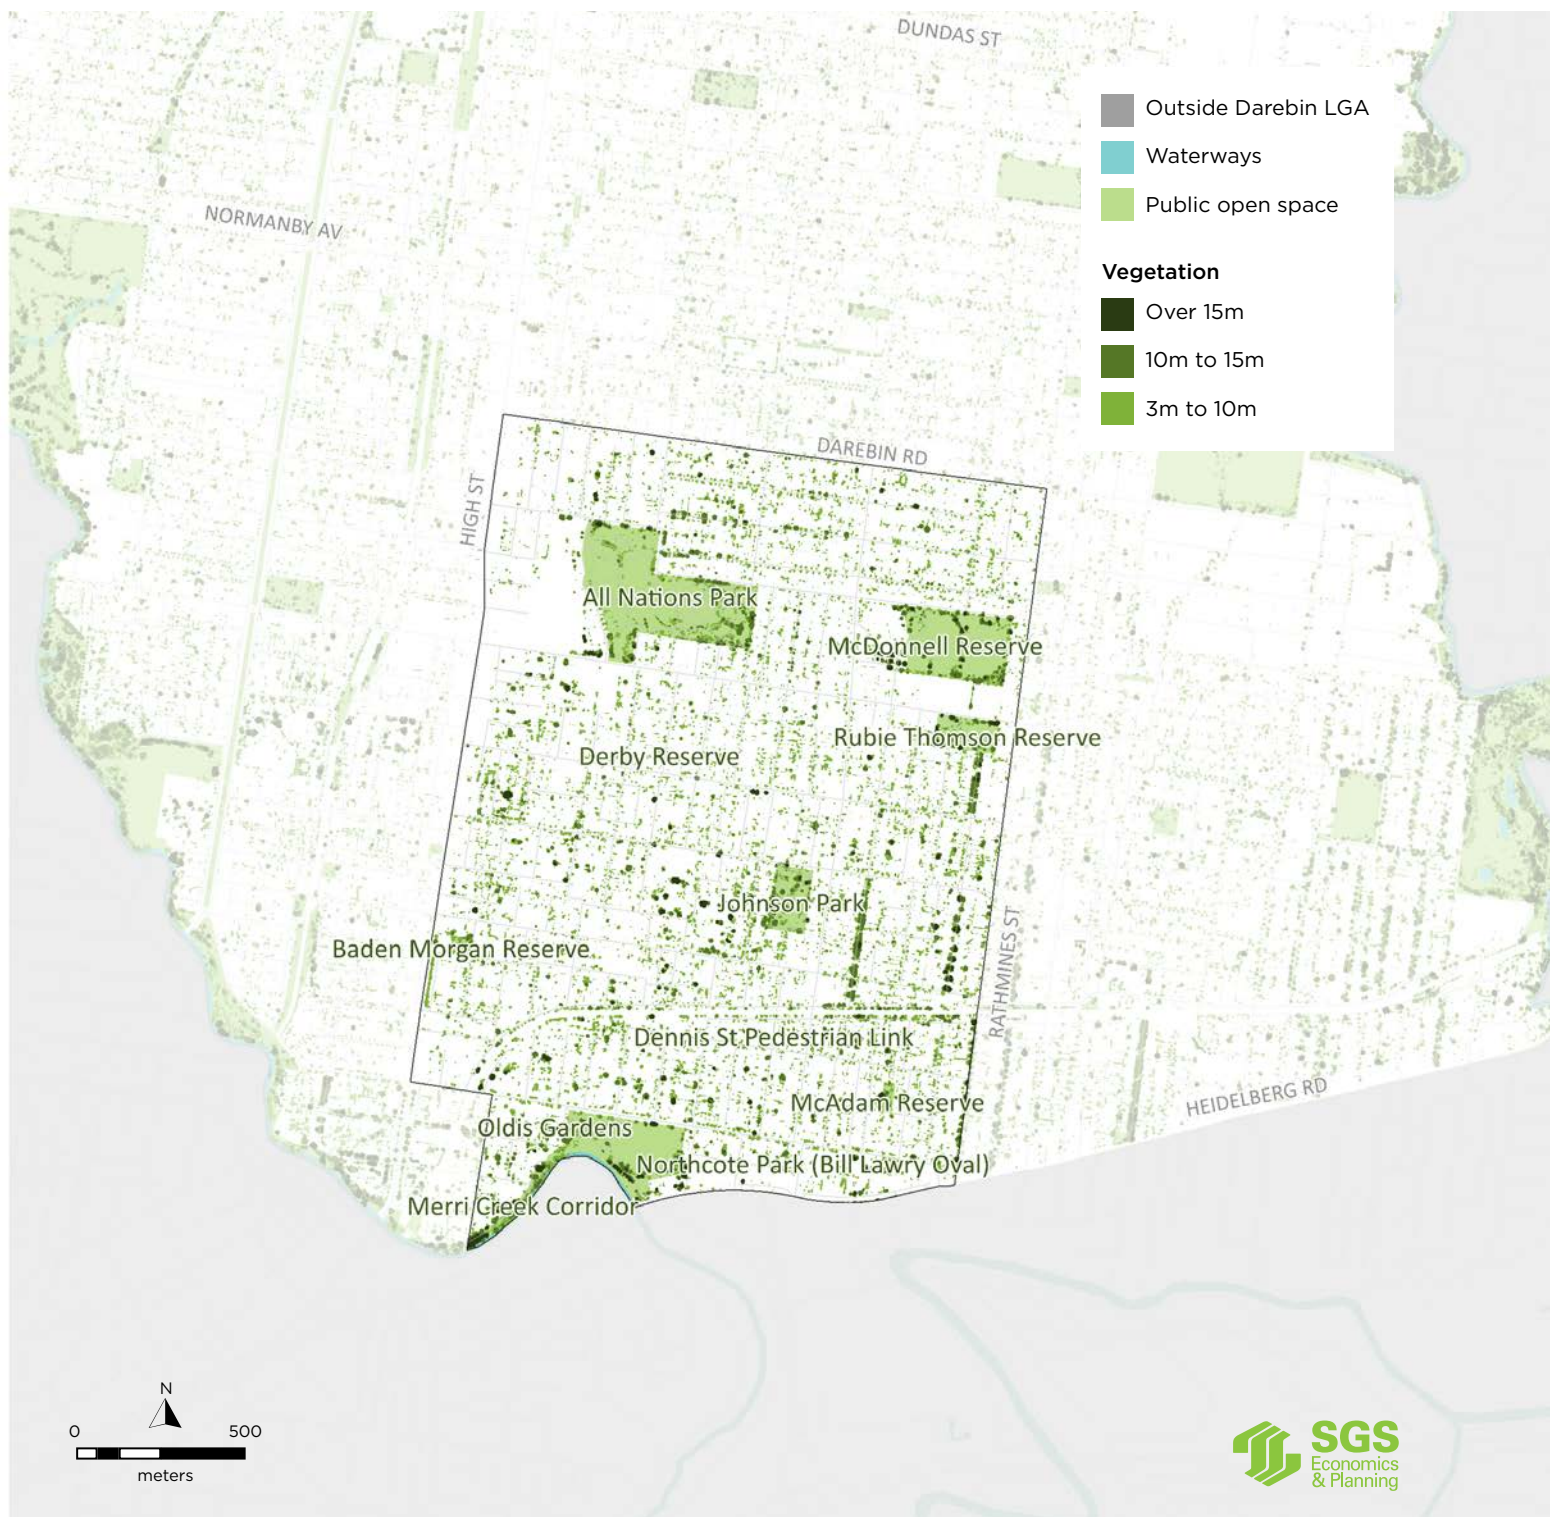 DUNDAS ST
Outside Darebin LGA
Waterways
Public open space
Vegetation
Over 15m
10m to 15m
3m to 10m
NORMANBY AV
DAREBIN RD
HIGH ST
All Nations Park
McDonnell Reserve
Rubie Thomson Reserve
Derby Reserve
Johnson Park
Baden Morgan Reserve
RATHMINES ST
Dennis St Pedestrian Link
McAdam Reserve
HEIDELBERG RD
Oldis Gardens
Northcote Park (Bill Lawry Oval)
Merri Creek Corridor
N
0 500
meters
SGS
Economics
& Planning